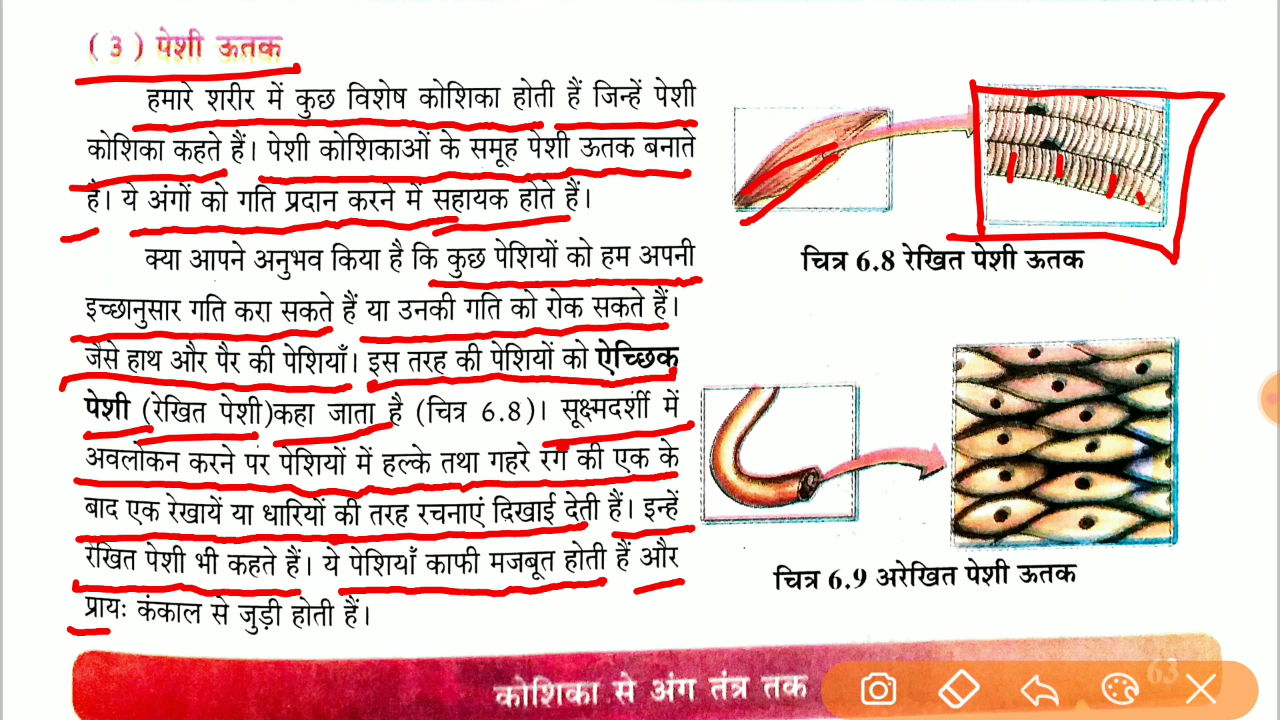 ( 3 ) पेशी ऊतक
हमारे शरीर में कुछ विशेष कोशिका होती हैं जिन्हें पेशी
कोशिका कहते हैं। पेशी कोशिकाओं के समूह पेशी ऊतक बनाते
हैं। ये अंगों को गति प्रदान करने में सहायक होते हैं।
क्या आपने अनुभव किया है कि कुछ पेशियों को हम अपनी
इच्छानुसार गति करा सकते हैं या उनकी गति को रोक सकते हैं।
जैसे हाथ और पैर की पेशियाँ। इस तरह की पेशियों को ऐच्छिक
पेशी (रेखित पेशी)कहा जाता है (चित्र 6.8)। सूक्ष्मदर्शी में
अवलोकन करने पर पेशियों में हल्के तथा गहरे रंग की एक के
बाद एक रेखायें या धारियों की तरह रचनाएं दिखाई देती हैं। इन्हें
रेखित पेशी भी कहते हैं। ये पेशियाँ काफी मजबूत होती हैं और
प्रायः कंकाल से जुड़ी होती हैं।
चित्र 6.8 रेखित पेशी ऊतक
चित्र 6.9 अरेखित पेशी ऊतक
कोशिका से अंग तंत्र तक
63